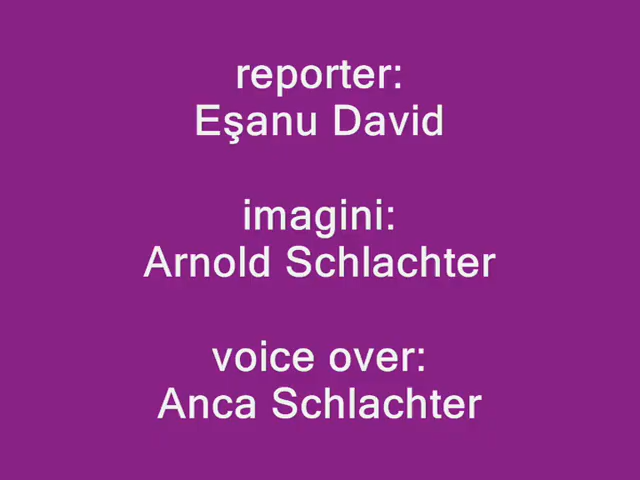 reporter:
Eşanu David
imagini:
Arnold Schlachter
voice over:
Anca Schlachter